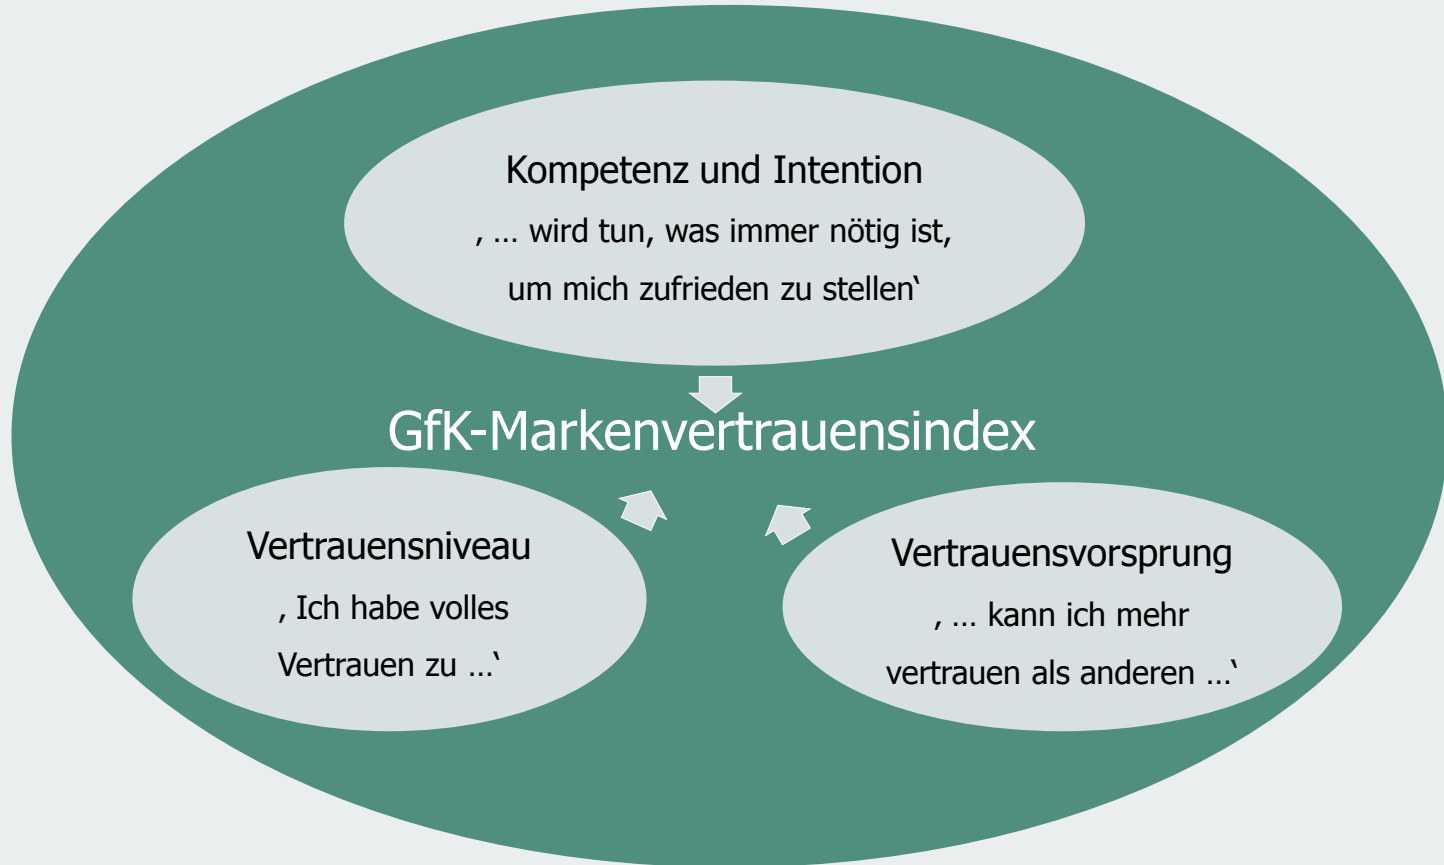 Kompetenz und Intention
‚ … wird tun, was immer nötig ist,
um mich zufrieden zu stellen‘
GfK-Markenvertrauensindex
Vertrauensniveau
‚ Ich habe volles
Vertrauen zu …‘
Vertrauensvorsprung
‚ … kann ich mehr
vertrauen als anderen …‘